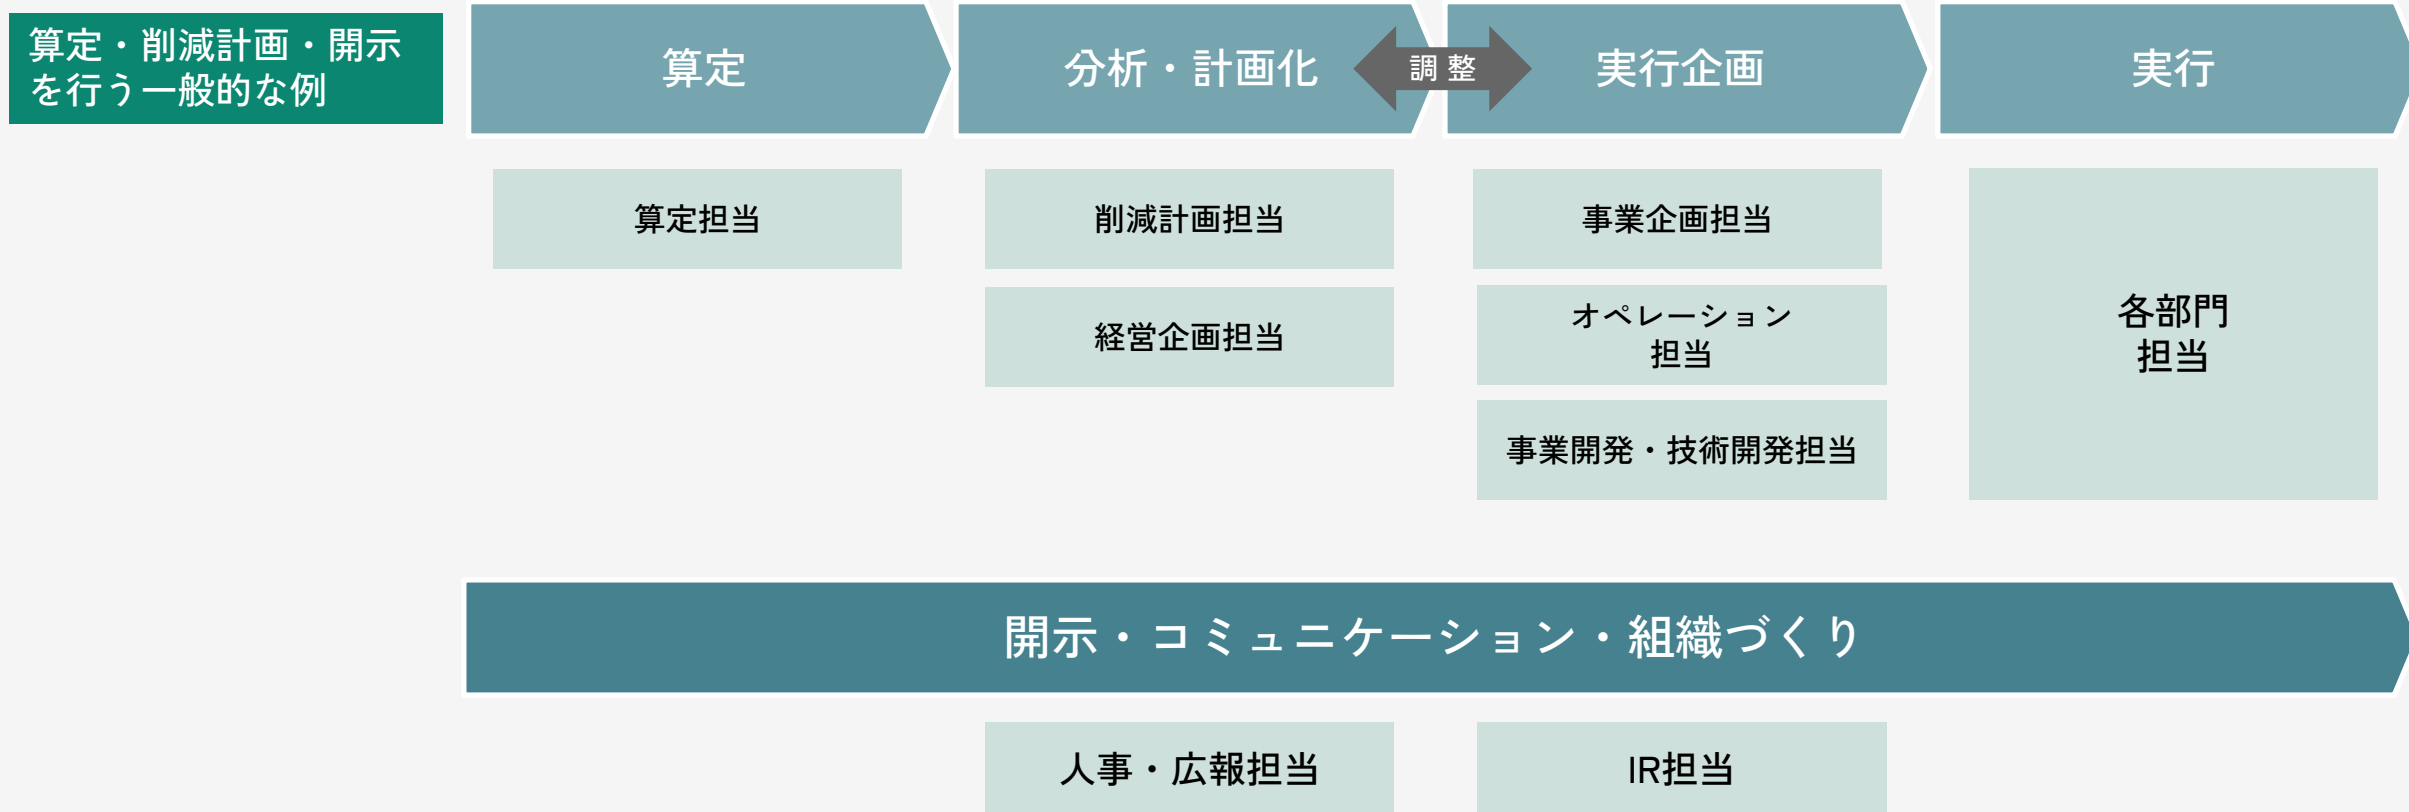 算定・削減計画・開示
を行う一般的な例
算定
分析・計画化
調整
実行企画
実行
算定担当
削減計画担当
事業企画担当
経営企画担当
オペレーション
担当
事業開発・技術開発担当
各部門
担当
開示・コミュニケーション・組織づくり
人事・広報担当
IR担当